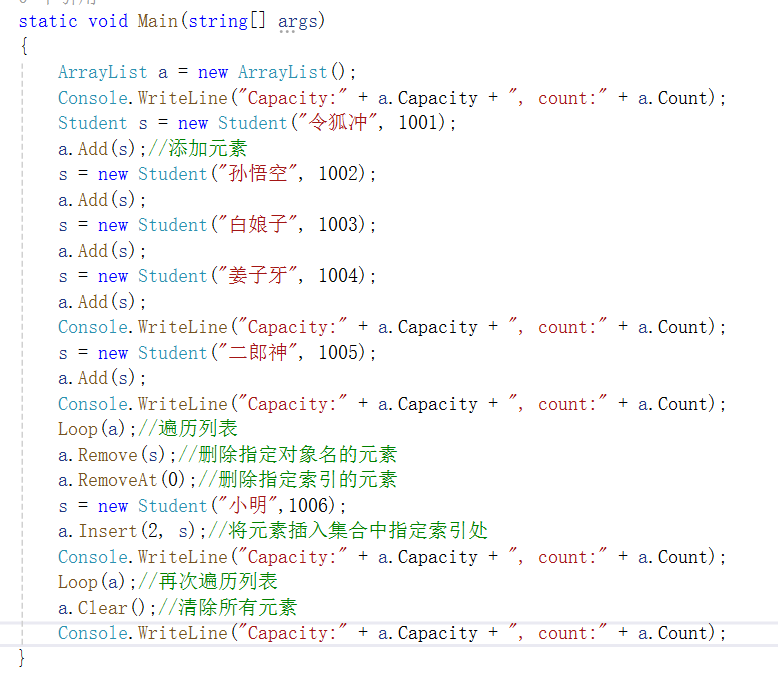 static void Main(string[] args)
{
ArrayList a = new ArrayList();
Console.WriteLine("Capacity:" + a.Capacity + ", count:" + a.Count);
Student s = new Student("令狐冲", 1001);
a.Add(s);//添加元素
s = new Student("孙悟空", 1002);
a.Add(s);
s = new Student("白娘子", 1003);
a.Add(s);
s = new Student("姜子牙", 1004);
a.Add(s);
Console.WriteLine("Capacity:" + a.Capacity + ", count:" + a.Count);
s = new Student("二郎神", 1005);
a.Add(s);
Console.WriteLine("Capacity:" + a.Capacity + ", count:" + a.Count);
Loop(a);//遍历列表
a.Remove(s);//删除指定对象名的元素
a.RemoveAt(0);//删除指定索引的元素
s = new Student("小明",1006);
a.Insert(2, s);//将元素插入集合中指定索引处
Console.WriteLine("Capacity:" + a.Capacity + ", count:" + a.Count);
Loop(a);//再次遍历列表
a.Clear();//清除所有元素
Console.WriteLine("Capacity:" + a.Capacity + ", count:" + a.Count);
}